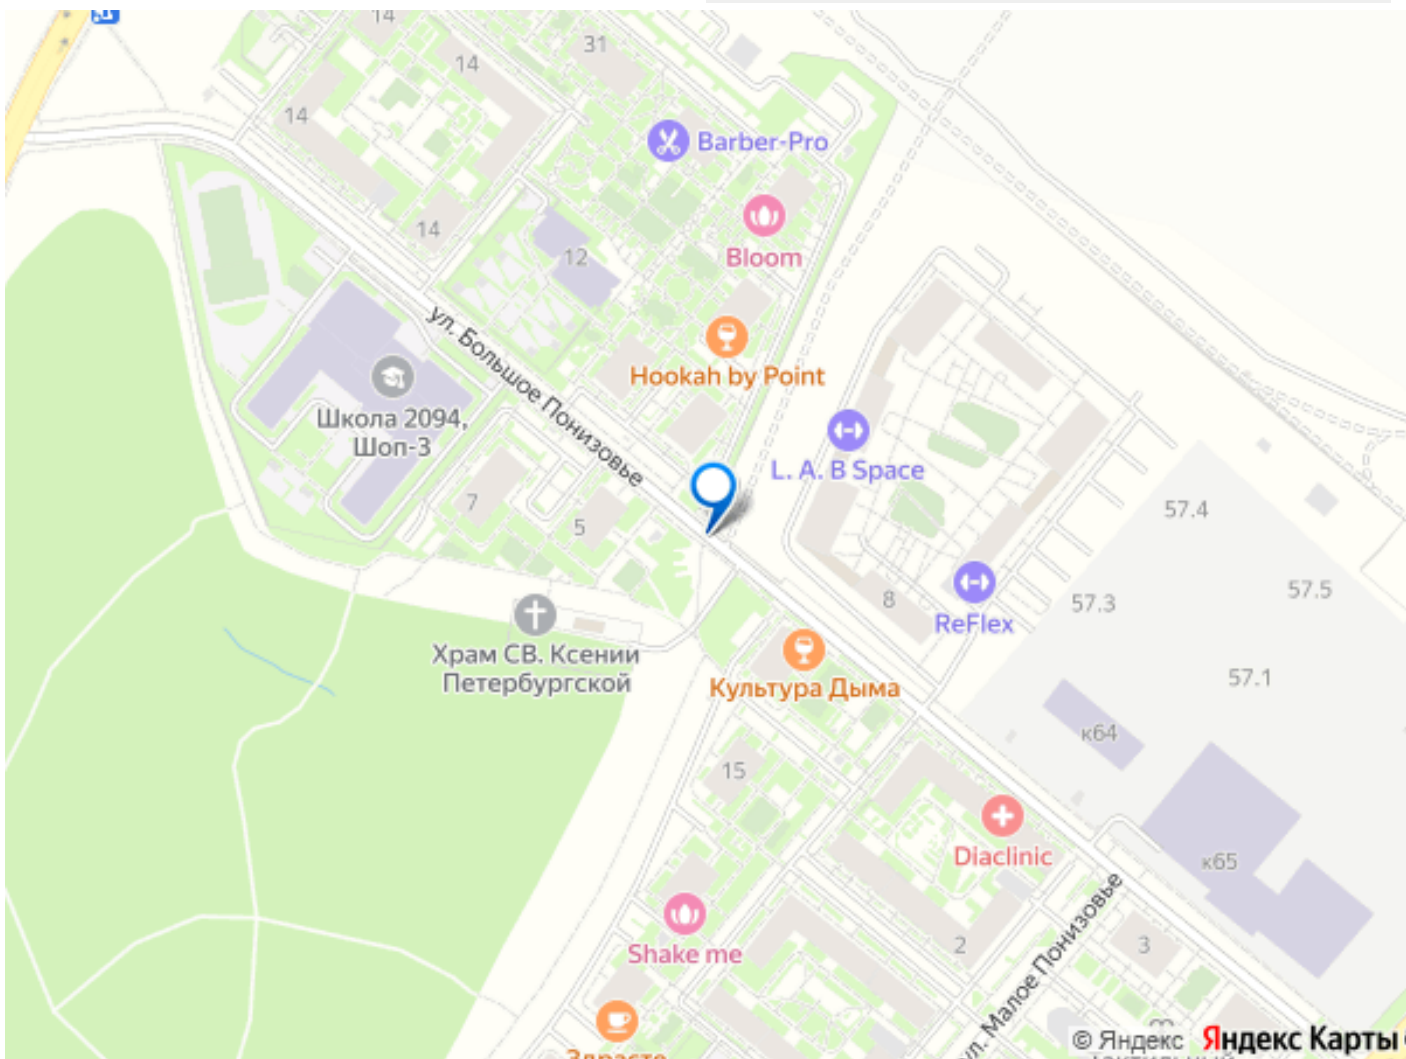 14
31
14
14
Barber-Pro
14
12
Bloom
ул. Большое Понизовье
Hookah by Point
Школа 2094,
Шоп-3
L. A. B Space
7
5
57.4
8
57.3
57.5
ReFlex
Храм СВ. Ксении
Петербургской
Культура Дыма
57.1
к64
15
Diaclinic
к65
ул. Малое Понизовье
2
3
Shake me
© Яндекс Яндекс Карты